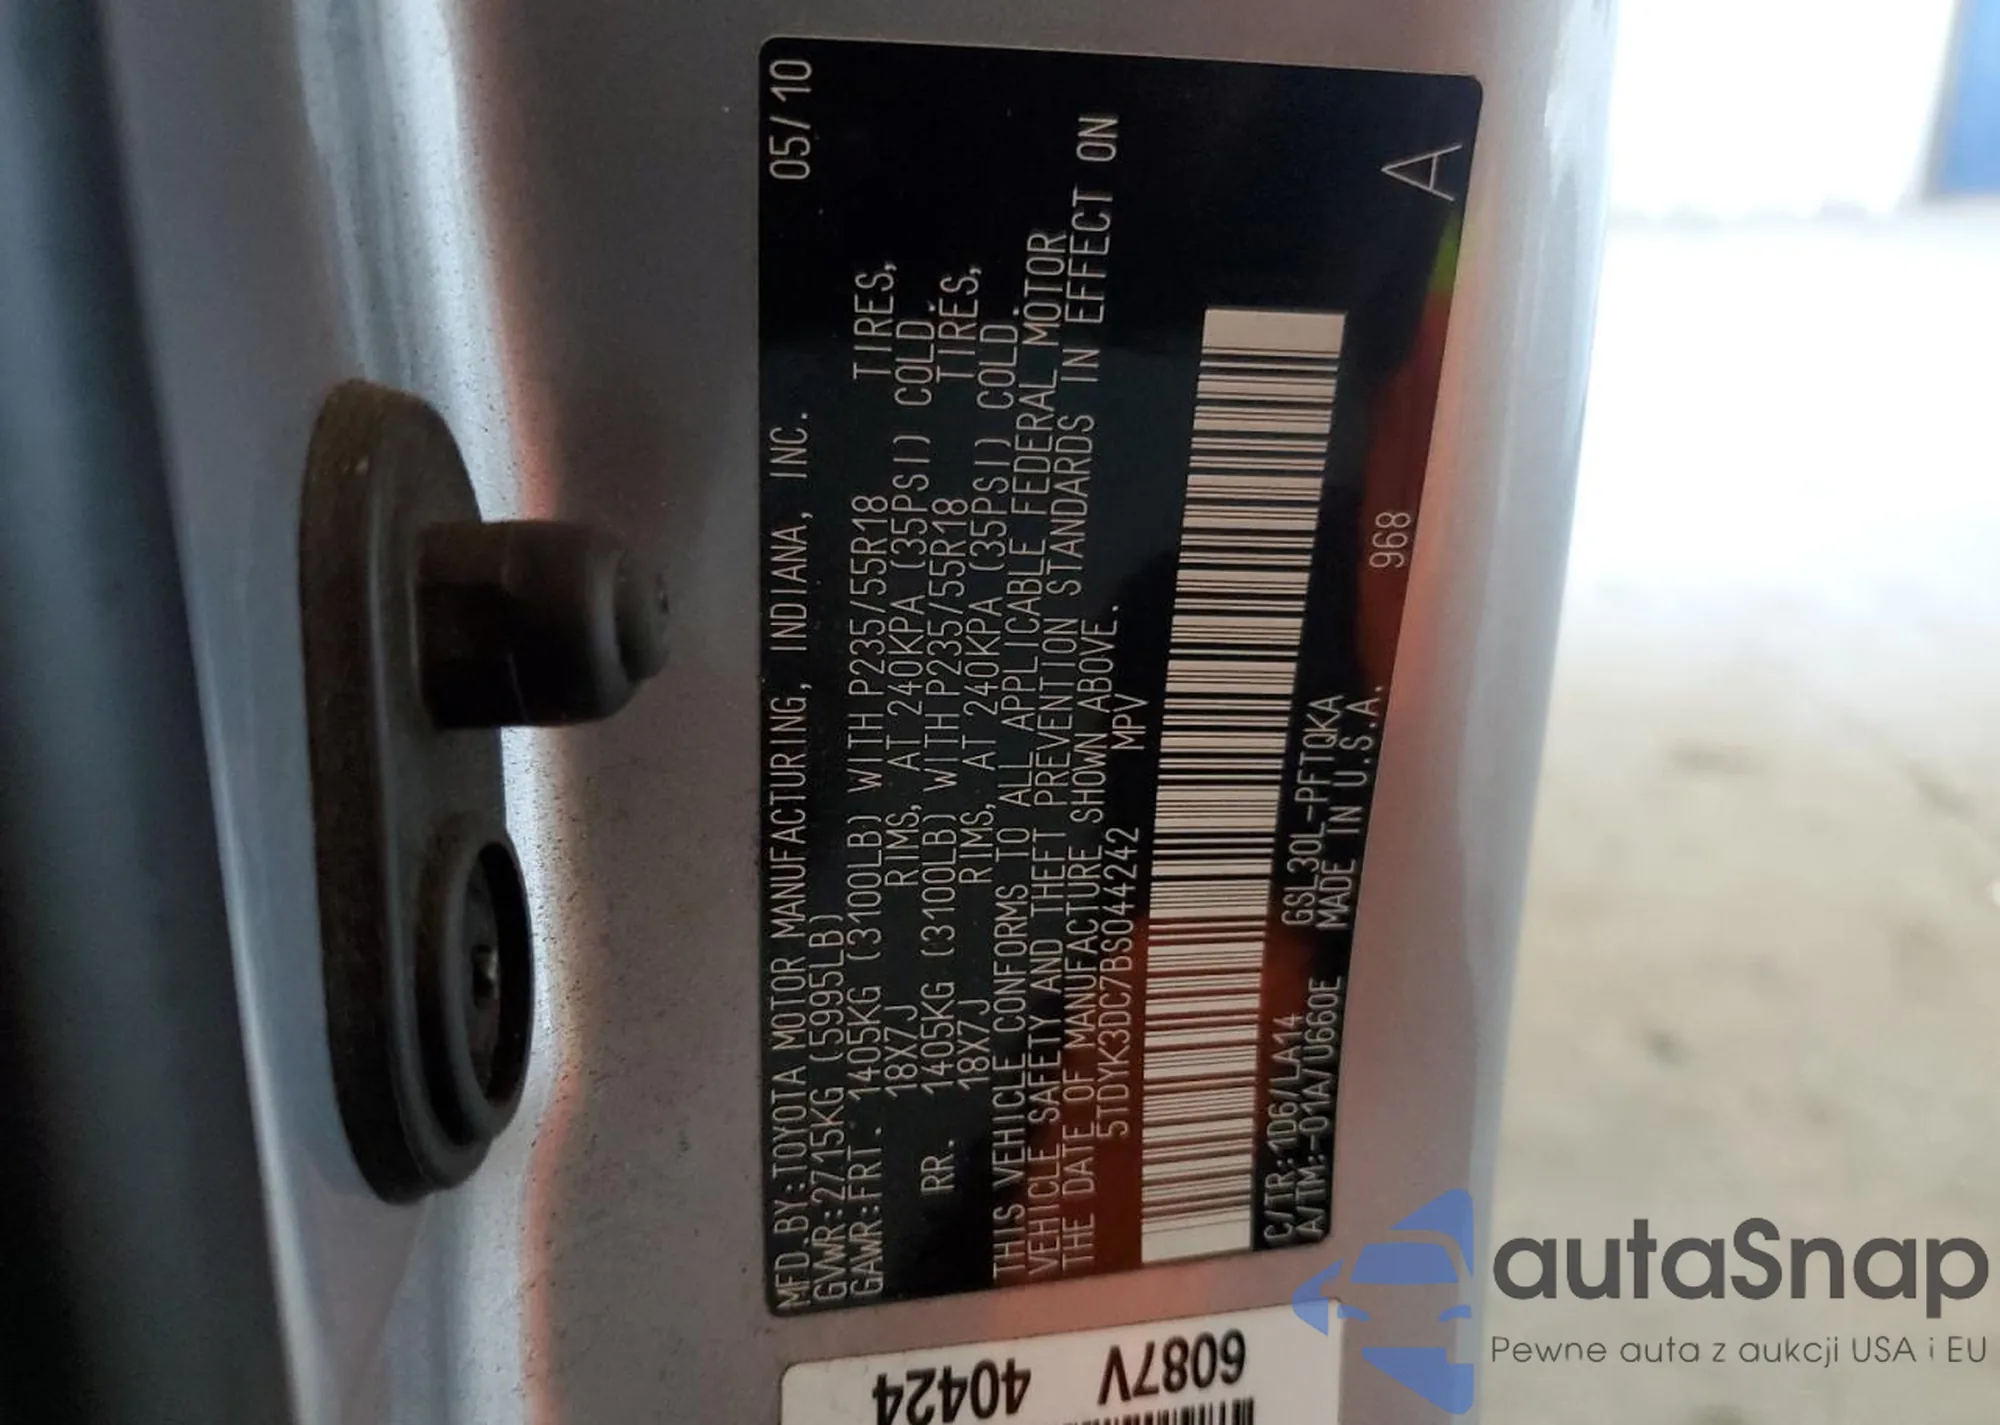 MFD.BY:TOYOTA MOTOR MANUFACTURING, INDIANA, INC. 05/10
GVWR:2715KG (5995LB)
GAWR:FRT. 1405KG (3100LB) WITH P235/55R18 TIRES,
18X7J RIMS, AT 240KPA (35PSI) COLD.
RR. 1405KG (3100LB) WITH P235/55R18 TIRES,
18X7J RIMS, AT 240KPA (35PSI) COLD.
THIS VEHICLE CONFORMS TO ALL APPLICABLE FEDERAL MOTOR
VEHICLE SAFETY AND THEFT PREVENTION STANDARDS IN EFFECT ON
THE DATE OF MANUFACTURE SHOWN ABOVE.
5TDYK3DC7BS044242 MPV
C/TR:1D6/LA14 GSL30L-PFTQKA 968 A
A/TM:-01A/U660E MADE IN U.S.A.
6087V
40424
autaSnap
Pewne auta z aukcji USA i EU